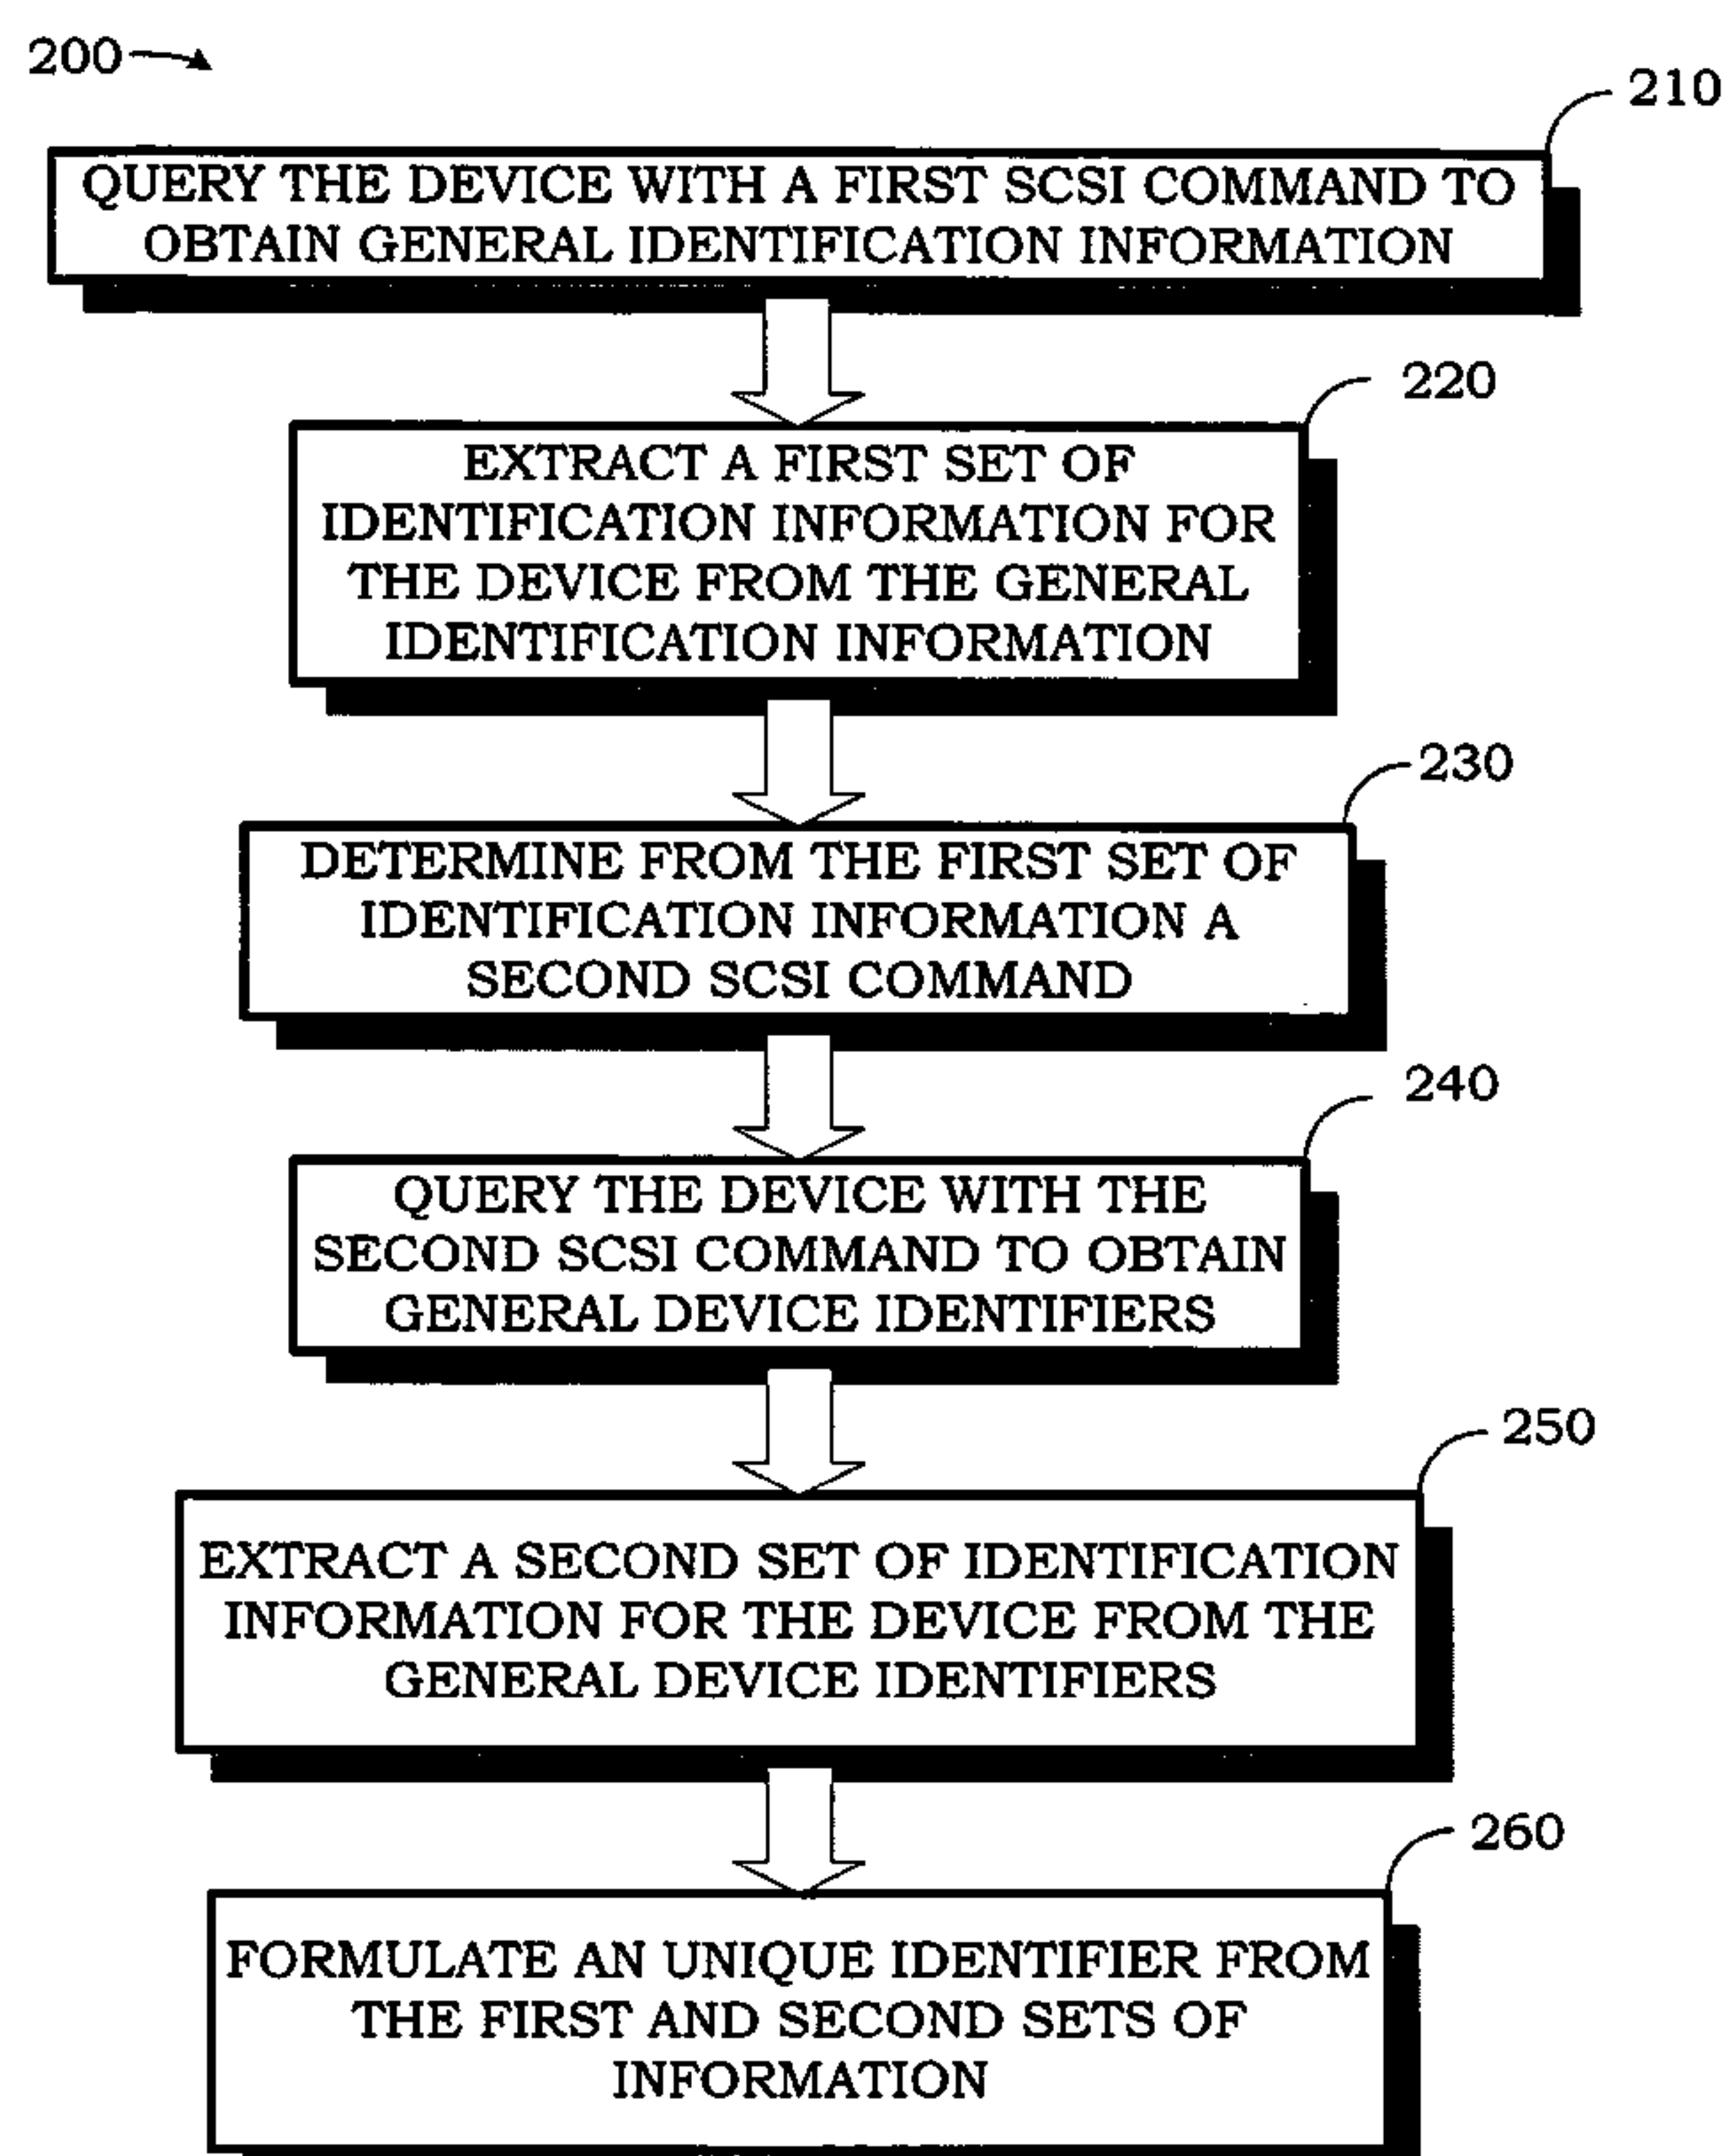 200
210
QUERY THE DEVICE WITH A FIRST SCSI COMMAND TO
OBTAIN GENERAL IDENTIFICATION INFORMATION
220
EXTRACT A FIRST SET OF
IDENTIFICATION INFORMATION FOR
THE DEVICE FROM THE GENERAL
IDENTIFICATION INFORMATION
230
DETERMINE FROM THE FIRST SET OF
IDENTIFICATION INFORMATION A
SECOND SCSI COMMAND
240
QUERY THE DEVICE WITH THE
SECOND SCSI COMMAND TO OBTAIN
GENERAL DEVICE IDENTIFIERS
250
EXTRACT A SECOND SET OF IDENTIFICATION
INFORMATION FOR THE DEVICE FROM THE
GENERAL DEVICE IDENTIFIERS
260
FORMULATE AN UNIQUE IDENTIFIER FROM
THE FIRST AND SECOND SETS OF
INFORMATION